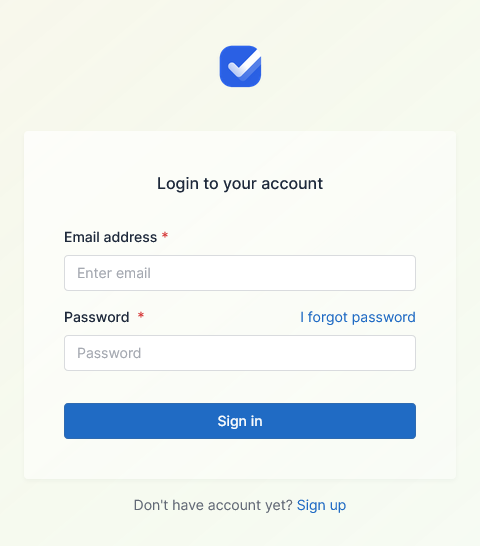 Login to your account
Email address *
Enter email
Password * I forgot password
Password
Sign in
Don't have account yet? Sign up